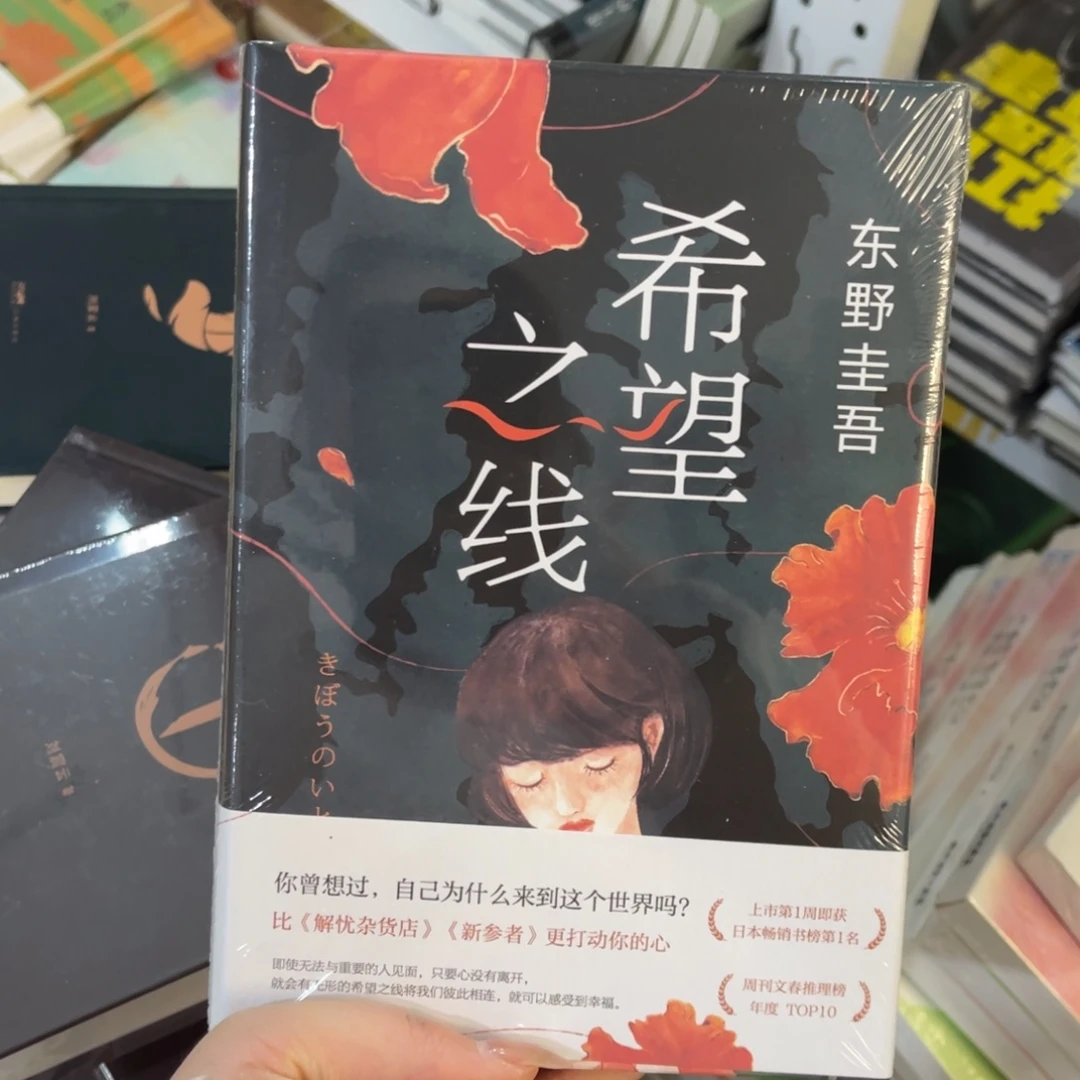 东野圭吾
希望
之线
きぼうのいと
你曾想过，自己为什么来到这个世界吗？
比《解忧杂货店》《新参者》更打动你的心
即使无法与重要的人见面，只要心没有离开，
就会有无形的希望之线将我们彼此相连，就可以感受到幸福。
上市第1周即获
日本畅销书榜第1名
周刊文春推理榜
年度 TOP10